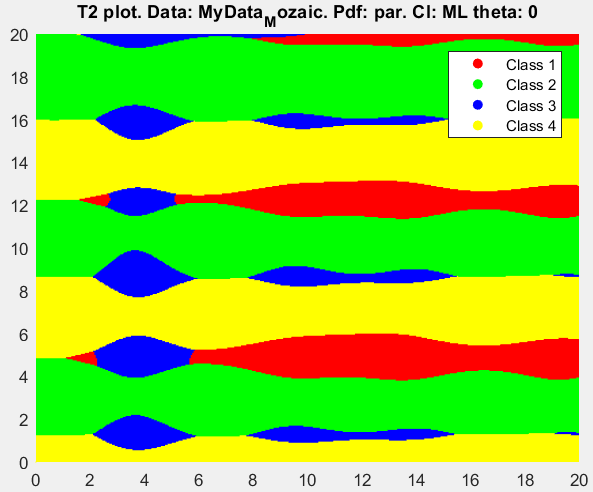 T2 plot. Data: MyData_Mozaic. Pdf: par. Cl: ML theta: 0
20
18
16
14
12
10
8
6
4
2
0
Class 1
Class 2
Class 3
Class 4
0 2 4 6 8 10 12 14 16 18 20